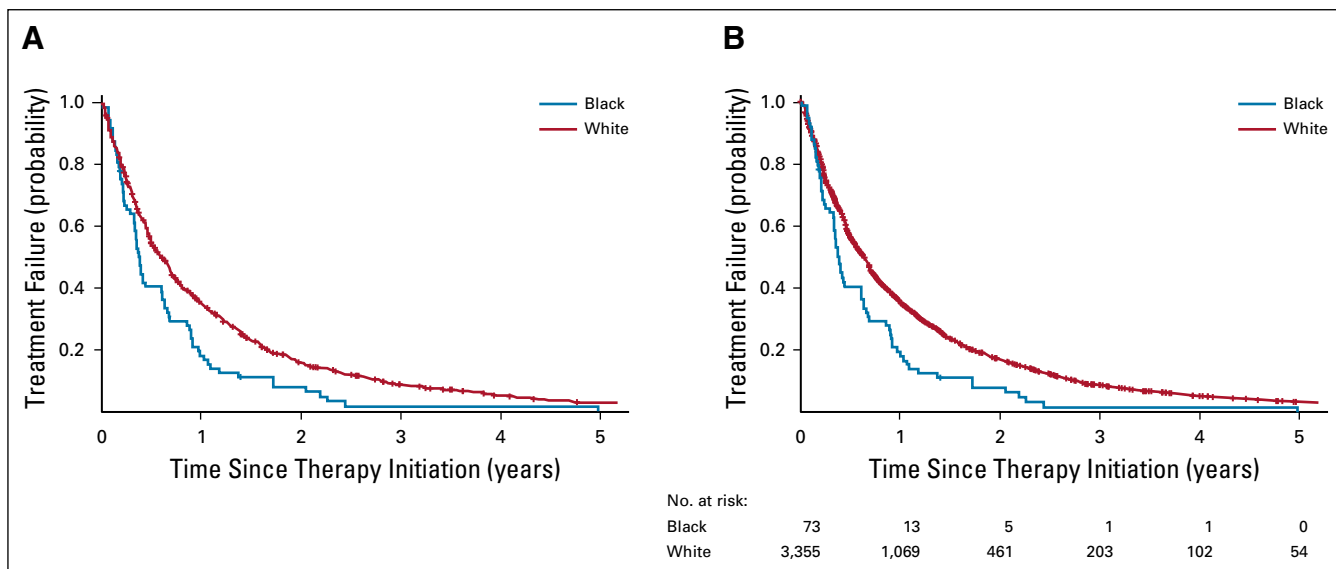 A
Treatment Failure (probability)
1.0
0.8
0.6
0.4
0.2
Black
White
0 1 2 3 4 5
Time Since Therapy Initiation (years)
B
Treatment Failure (probability)
1.0
0.8
0.6
0.4
0.2
Black
White
0 1 2 3 4 5
Time Since Therapy Initiation (years)
No. at risk:
Black 73 13 5 1 1 0
White 3,355 1,069 461 203 102 54